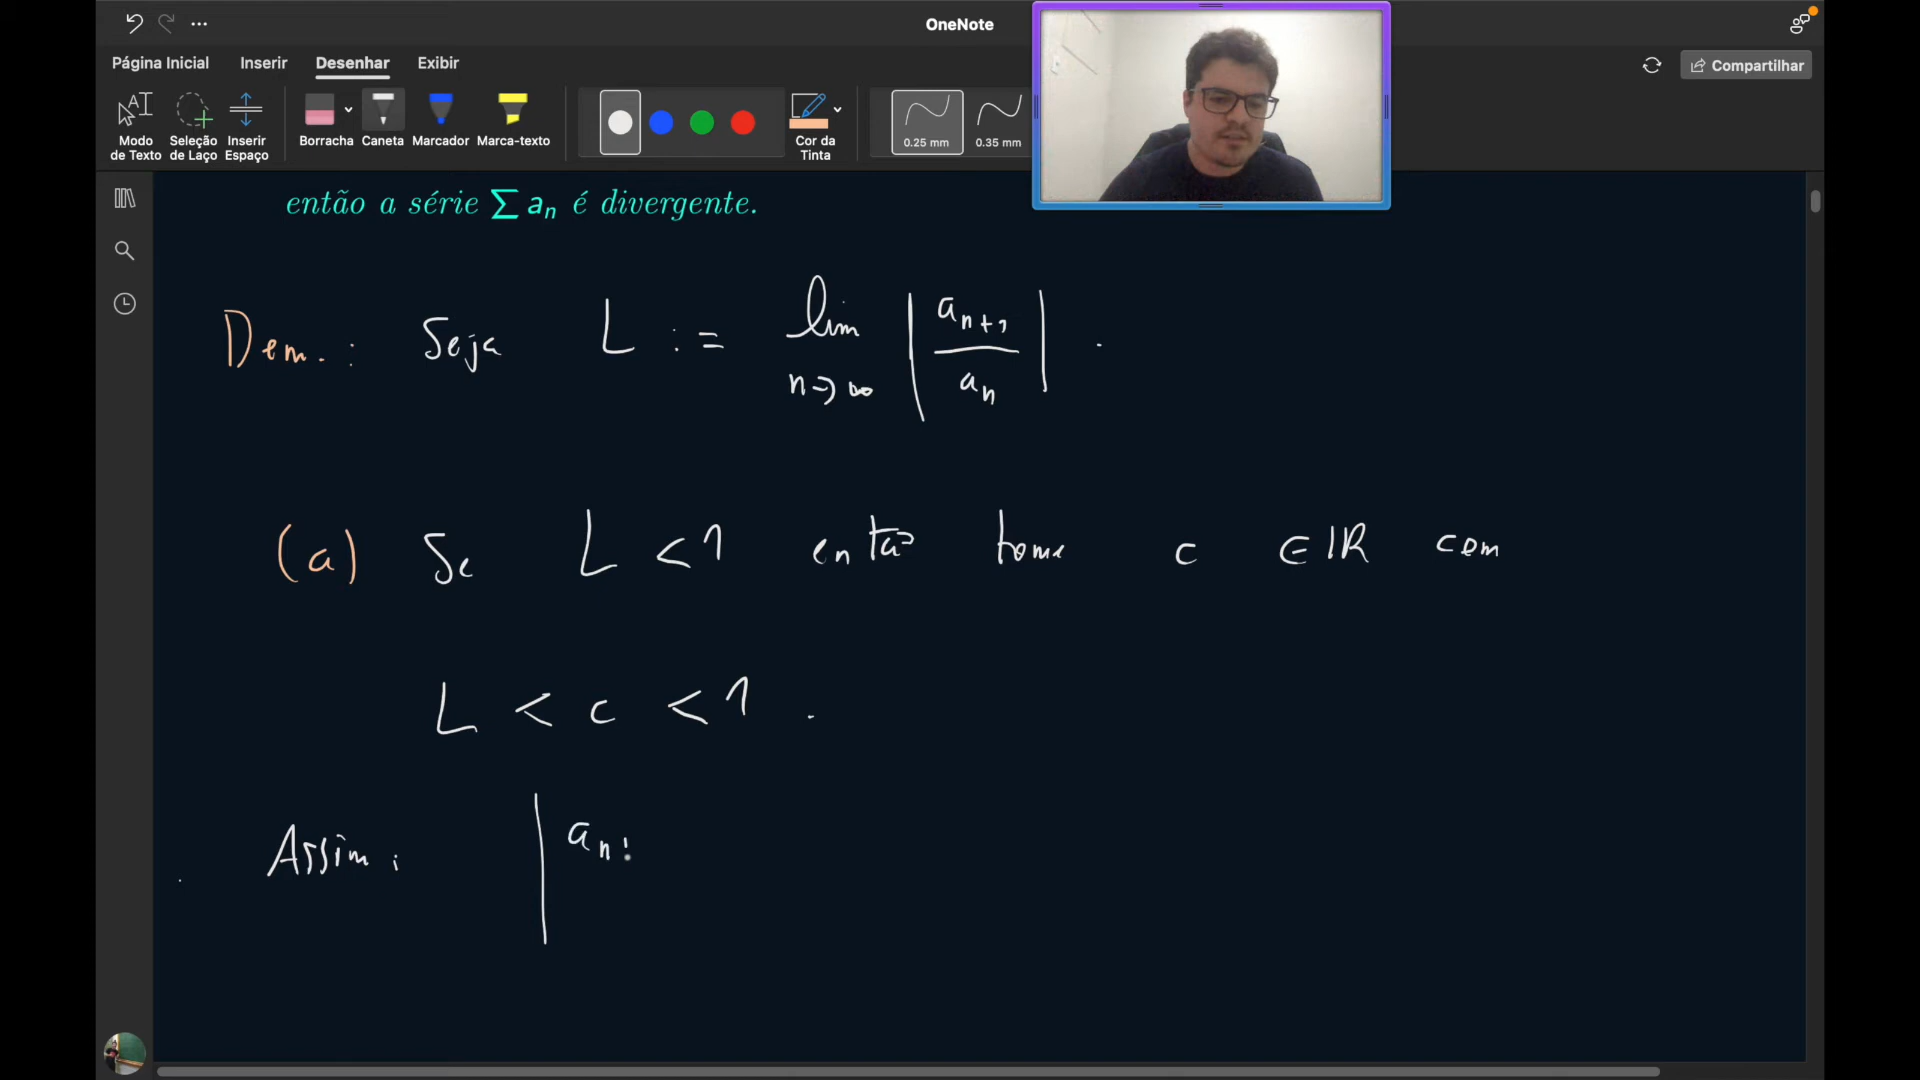 OneNote
Página Inicial Inserir Desenhar Exibir
Compartilhar
Modo de Texto
Seleção de Laço
Inserir Espaço
Borracha
Caneta
Marcador
Marca-texto
Cor da Tinta
0.25 mm
0.35 mm
então a série ∑ aₙ é divergente.
Dem. : Seja L := lim n→∞ | aₙ₊₁ / aₙ | .
(a) Se L < 1 então tome c ∈ IR com
L < c < 1 .
Assim : | aₙ